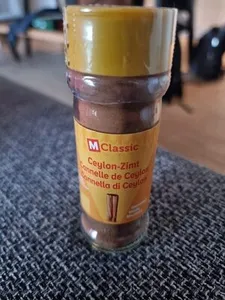 M Classic
Ceylon-Zimt
Cannelle de Ceylan
Cannella di Ceylon